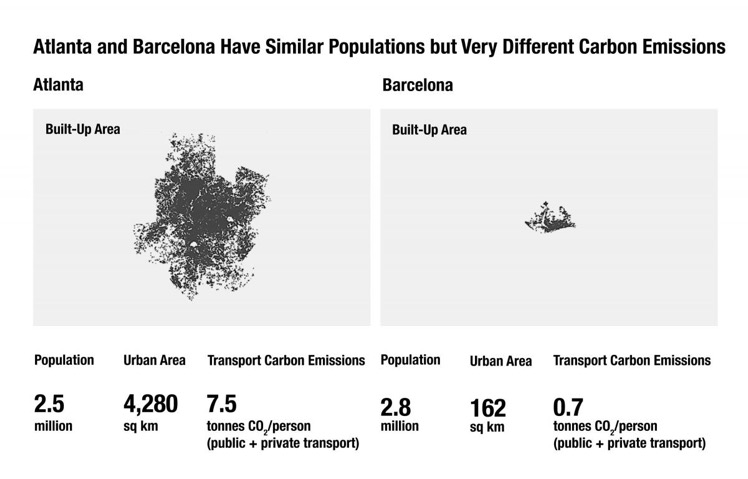 Atlanta and Barcelona Have Similar Populations but Very Different Carbon Emissions
Atlanta
Built-Up Area
Population
2.5
million
Urban Area
4,280
sq km
Transport Carbon Emissions
7.5
tonnes CO2/person
(public + private transport)
Barcelona
Built-Up Area
Population
2.8
million
Urban Area
162
sq km
Transport Carbon Emissions
0.7
tonnes CO2/person
(public + private transport)